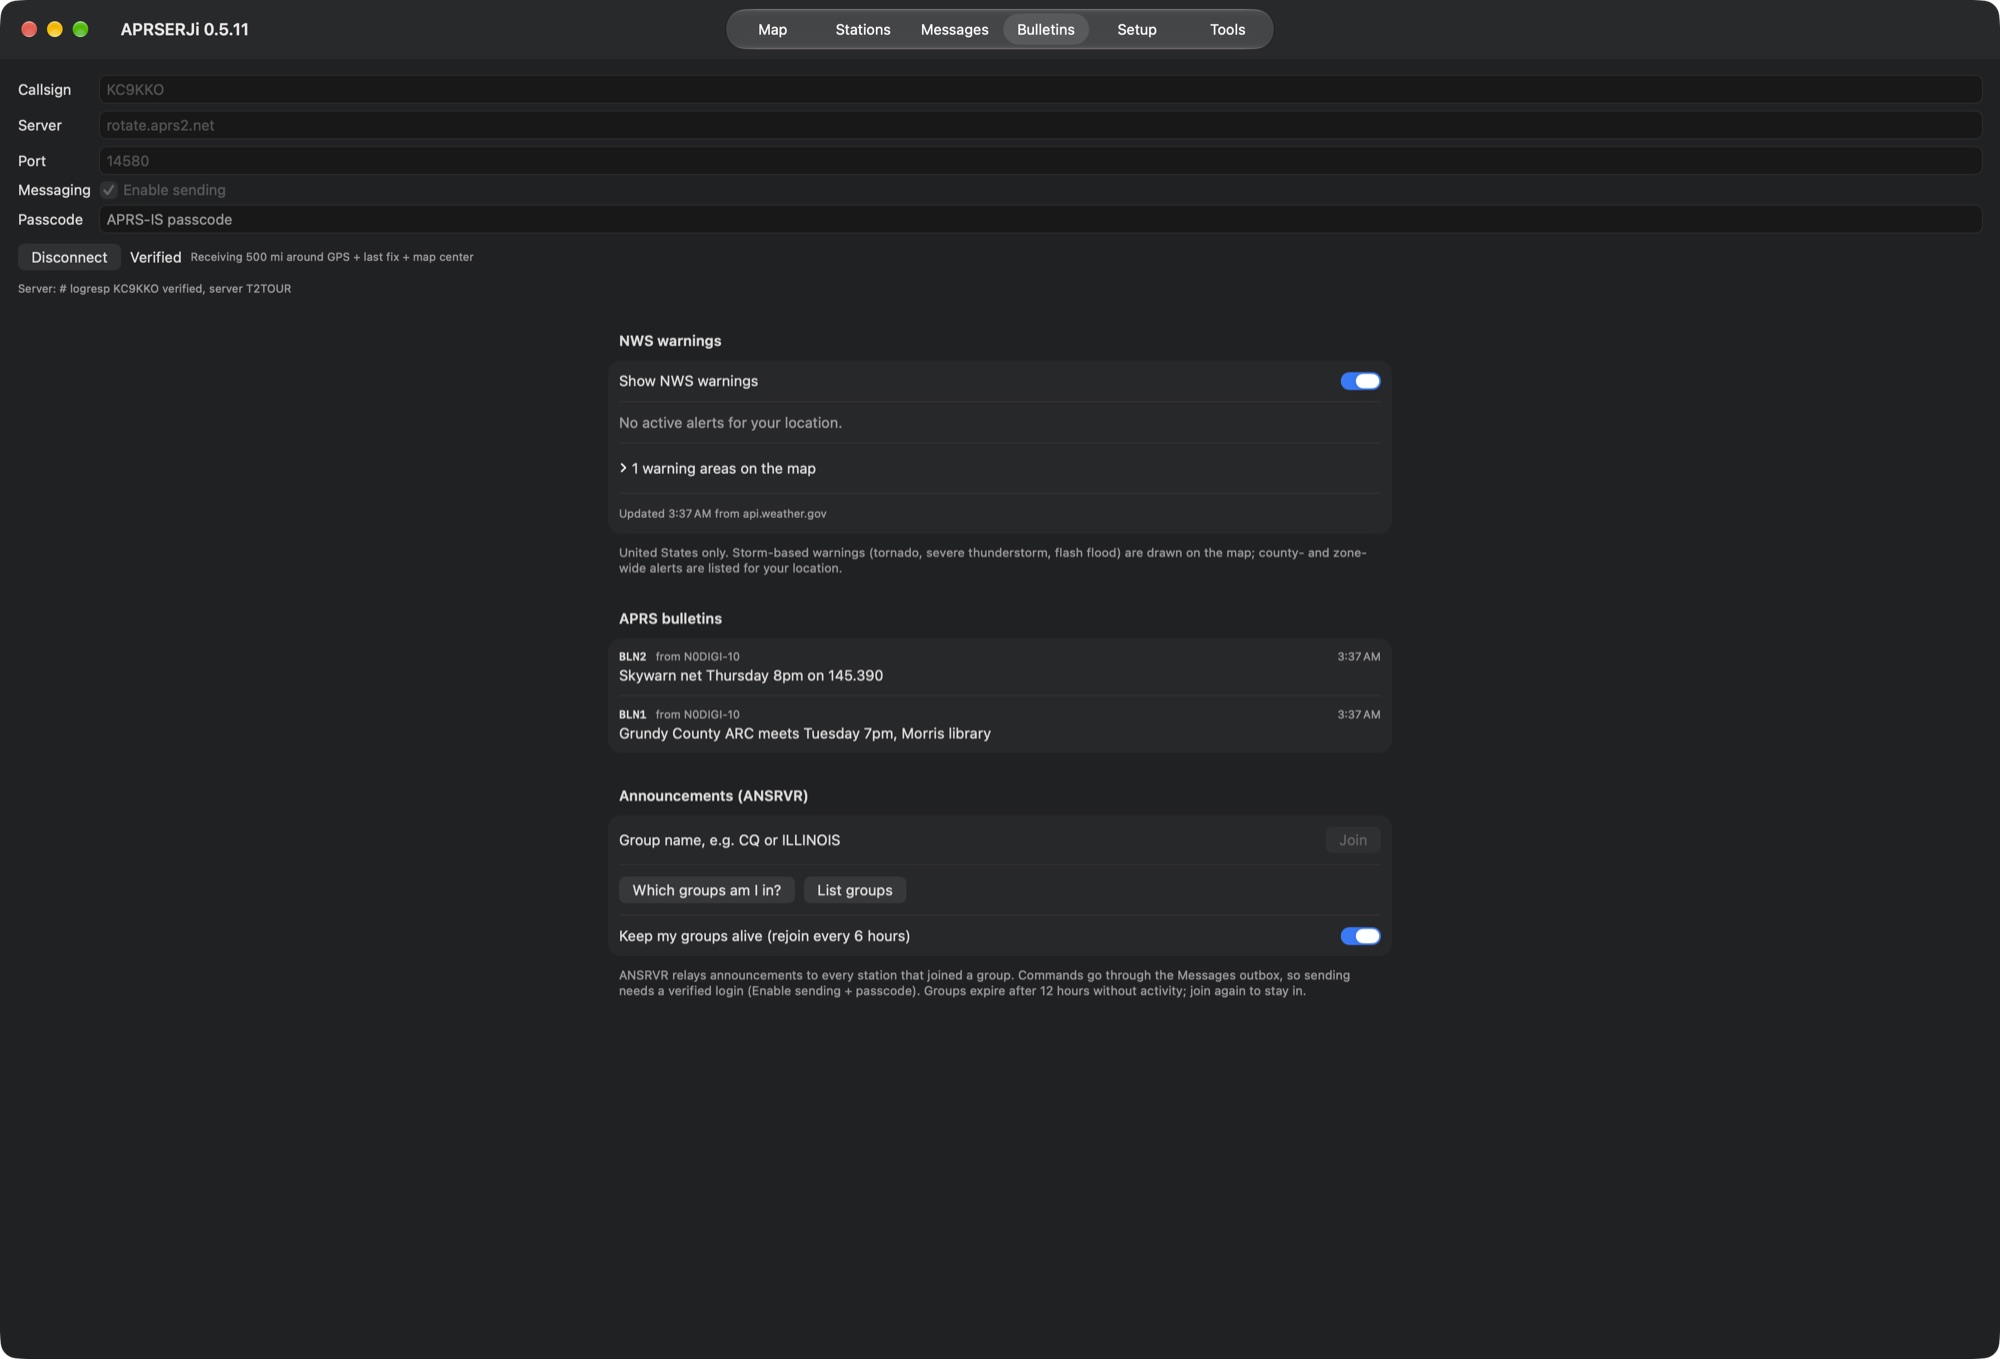 APRSERJi 0.5.11
Map Stations Messages Bulletins Setup Tools
Callsign KC9KKO
Server rotate.aprs2.net
Port 14580
Messaging Enable sending
Passcode APRS-IS passcode
Disconnect Verified Receiving 500 mi around GPS + last fix + map center
Server: # logresp KC9KKO verified, server T2TOUR
NWS warnings
Show NWS warnings
No active alerts for your location.
1 warning areas on the map
Updated 3:37 AM from api.weather.gov
United States only. Storm-based warnings (tornado, severe thunderstorm, flash flood) are drawn on the map; county- and zone-
wide alerts are listed for your location.
APRS bulletins
BLN2 from N0DIGI-10 3:37 AM
Skywarn net Thursday 8pm on 145.390
BLN1 from N0DIGI-10 3:37 AM
Grundy County ARC meets Tuesday 7pm, Morris library
Announcements (ANSRVR)
Group name, e.g. CQ or ILLINOIS Join
Which groups am I in? List groups
Keep my groups alive (rejoin every 6 hours)
ANSRVR relays announcements to every station that joined a group. Commands go through the Messages outbox, so sending
needs a verified login (Enable sending + passcode). Groups expire after 12 hours without activity; join again to stay in.